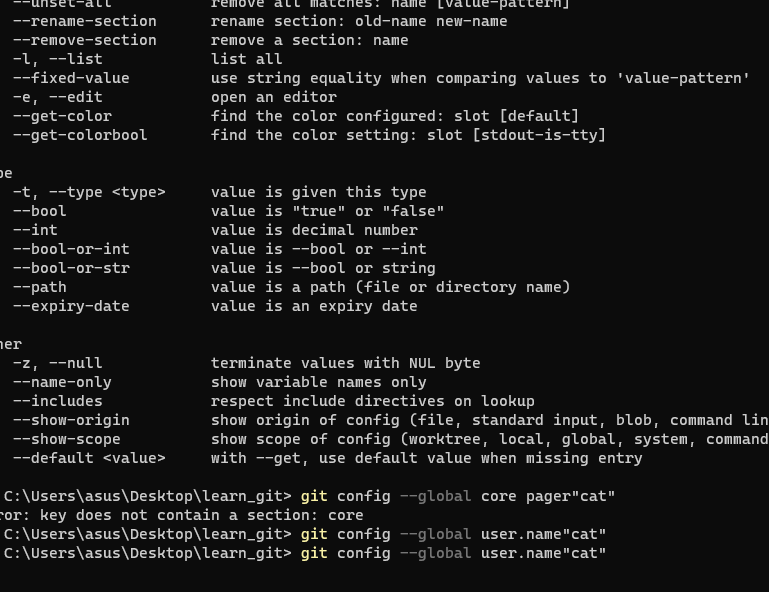 --unset-all remove all matches: name [value-pattern]
--rename-section rename section: old-name new-name
--remove-section remove a section: name
-l, --list list all
--fixed-value use string equality when comparing values to 'value-pattern'
-e, --edit open an editor
--get-color find the color configured: slot [default]
--get-colorbool find the color setting: slot [stdout-is-tty]
pe
-t, --type <type> value is given this type
--bool value is "true" or "false"
--int value is decimal number
--bool-or-int value is --bool or --int
--bool-or-str value is --bool or string
--path value is a path (file or directory name)
--expiry-date value is an expiry date
her
-z, --null terminate values with NUL byte
--name-only show variable names only
--includes respect include directives on lookup
--show-origin show origin of config (file, standard input, blob, command lin
--show-scope show scope of config (worktree, local, global, system, command
--default <value> with --get, use default value when missing entry
C:\Users\asus\Desktop\learn_git> git config --global core pager"cat"
ror: key does not contain a section: core
C:\Users\asus\Desktop\learn_git> git config --global user.name"cat"
C:\Users\asus\Desktop\learn_git> git config --global user.name"cat"